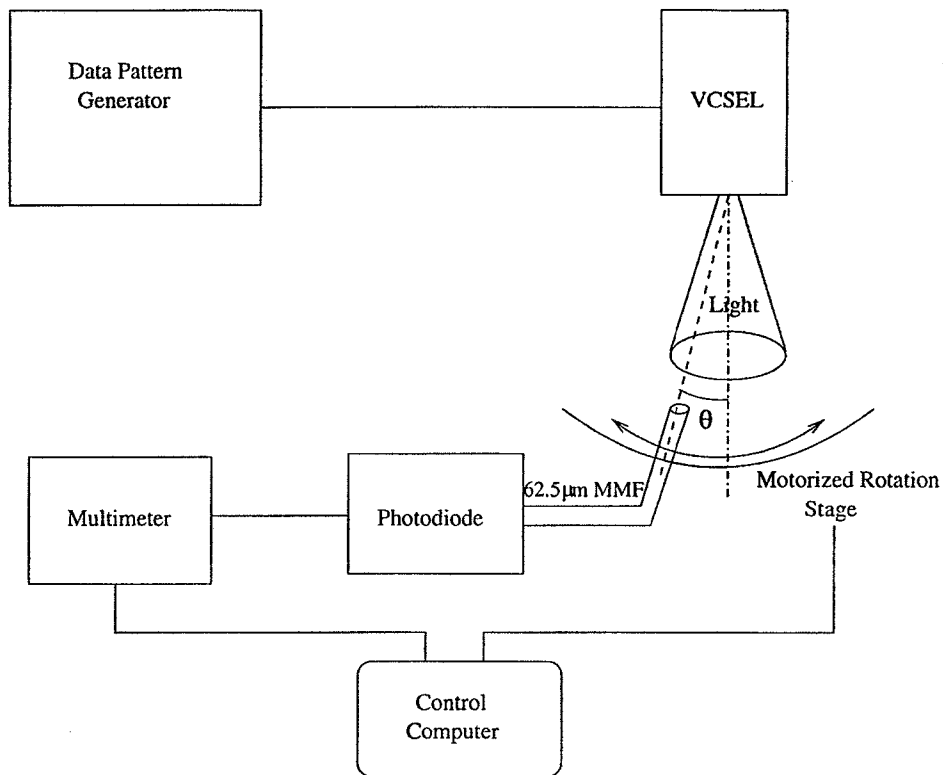 Data Pattern
Generator
VCSEL
Light
θ
62.5μm MMF
Motorized Rotation
Stage
Multimeter
Photodiode
Control
Computer